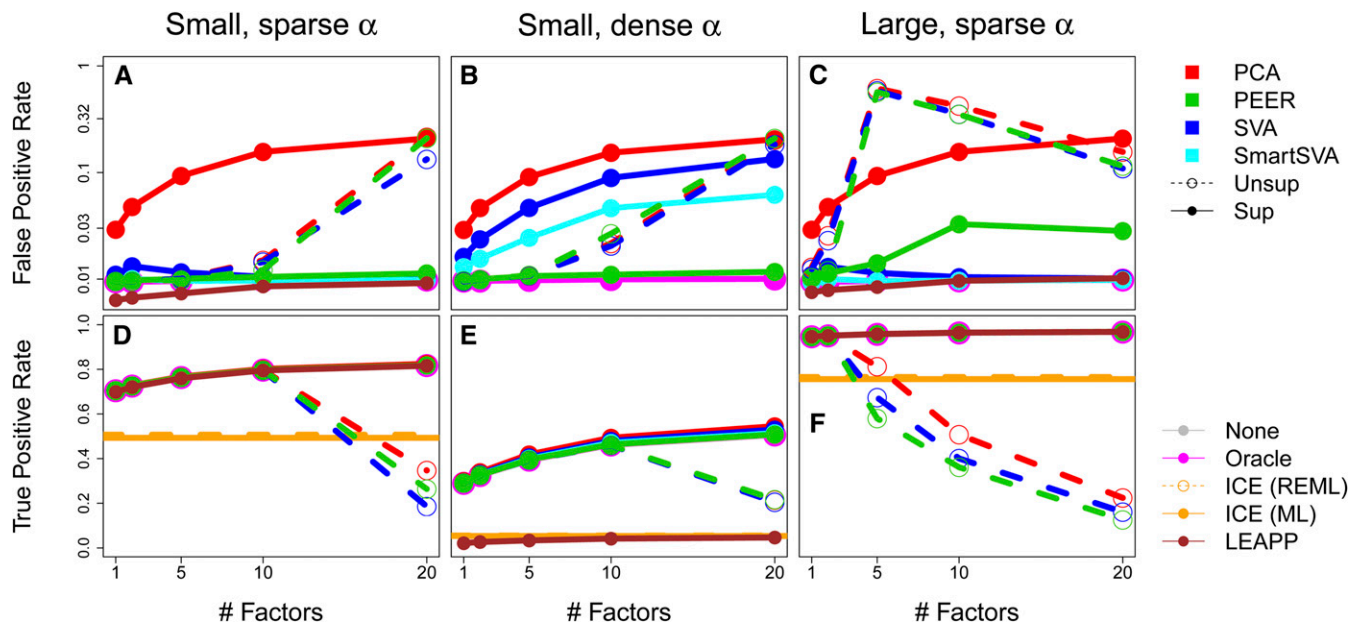 Small, sparse α
Small, dense α
Large, sparse α
False Positive Rate
1
0.32
0.1
0.03
0.01
A
B
C
PCA
PEER
SVA
SmartSVA
Unsup
Sup
True Positive Rate
1.0
0.8
0.6
0.4
0.2
0.0
D
E
F
None
Oracle
ICE (REML)
ICE (ML)
LEAPP
1
5
10
20
1
5
10
20
1
5
10
20
# Factors
# Factors
# Factors